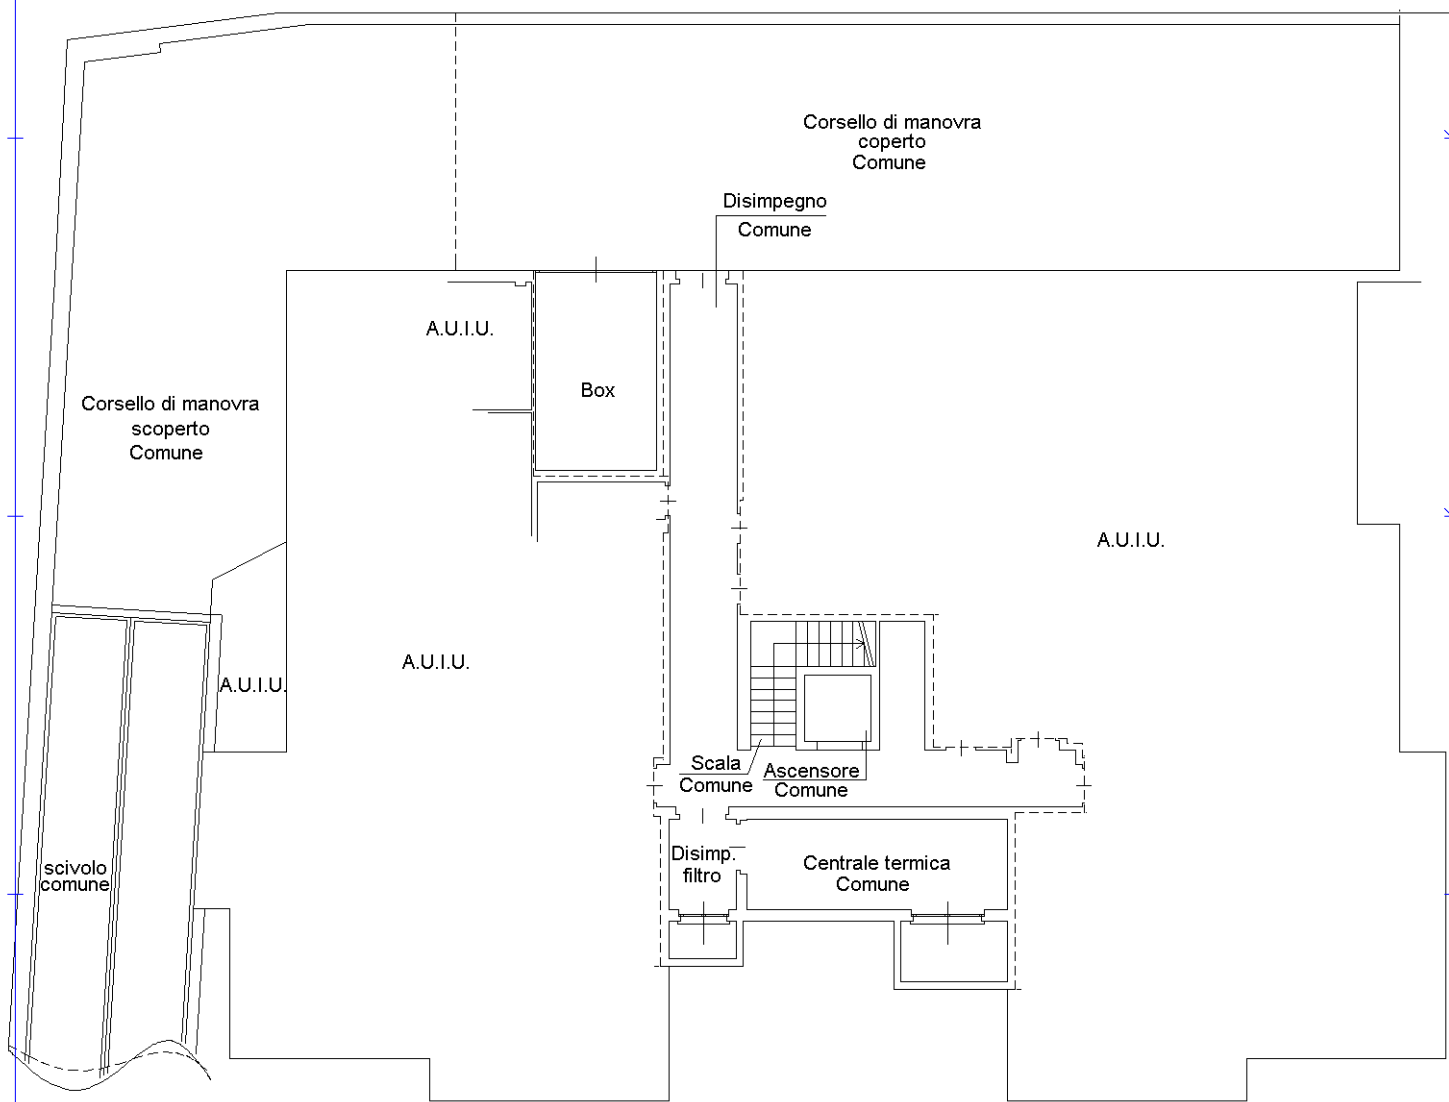 Corsello di manovra
coperto
Comune
Disimpegno
Comune
A.U.I.U.
Box
Corsello di manovra
scoperto
Comune
A.U.I.U.
A.U.I.U.
A.U.I.U.
Scala
Comune
Ascensore
Comune
Disimp.
filtro
Centrale termica
Comune
scivolo
comune